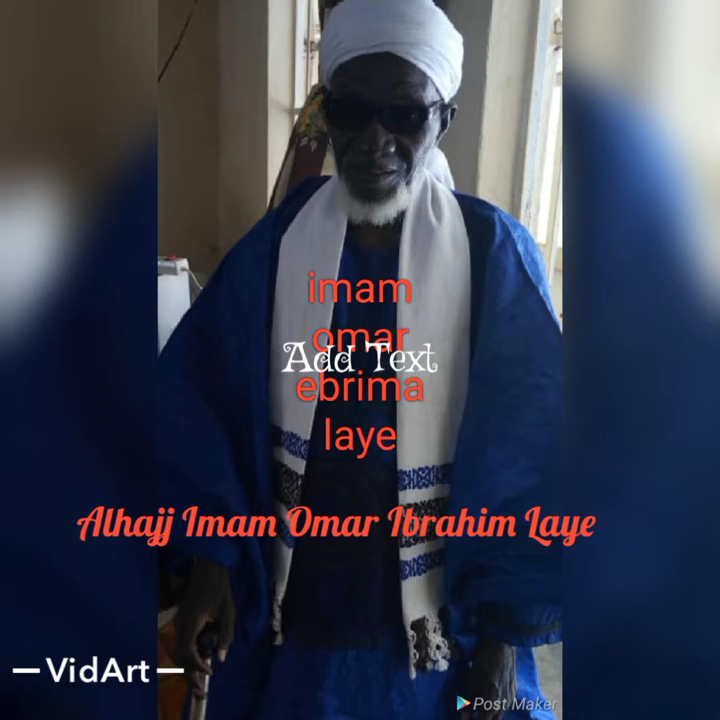 imam
omar
Add Text
ebrima
laye
Alhajj Imam Omar Ibrahim Laye
VidArt
Post Maker